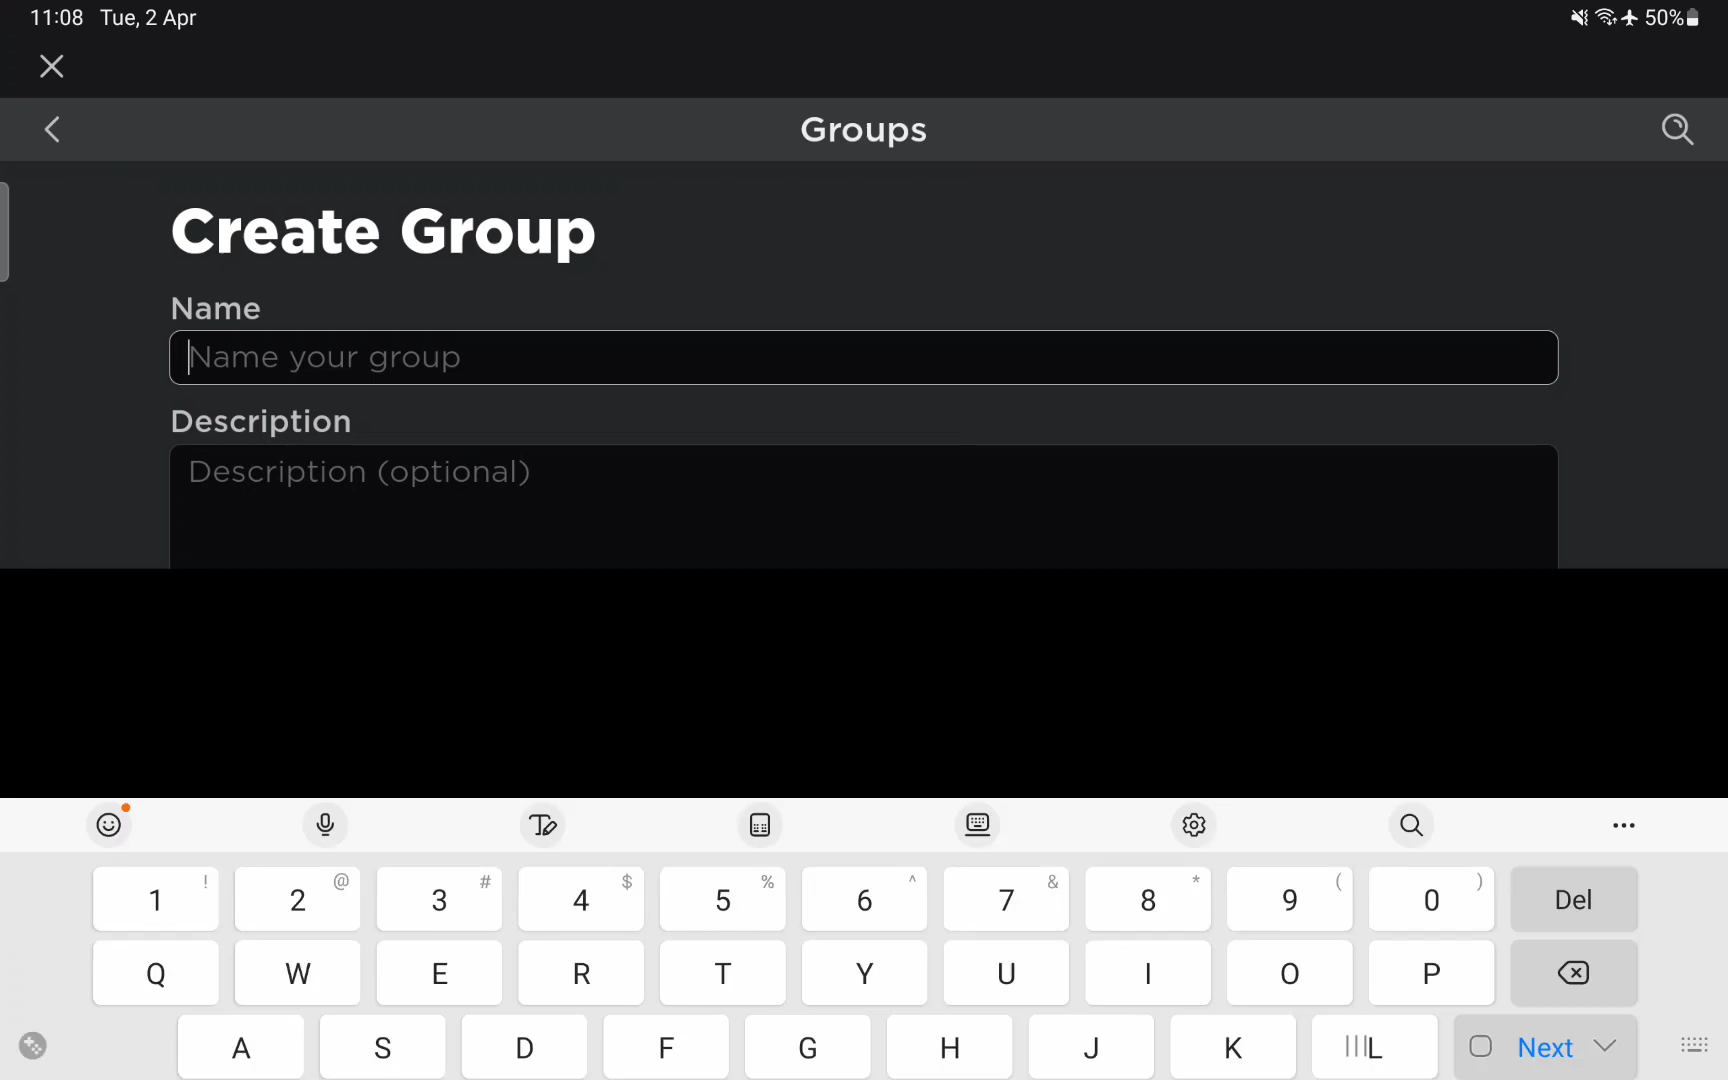 11:08 Tue, 2 Apr 50%
Groups
Create Group
Name
Name your group
Description
Description (optional)
1 ! 2 @ 3 # 4 $ 5 % 6 ^ 7 & 8 * 9 ( 0 ) Del
Q W E R T Y U I O P
A S D F G H J K L Next